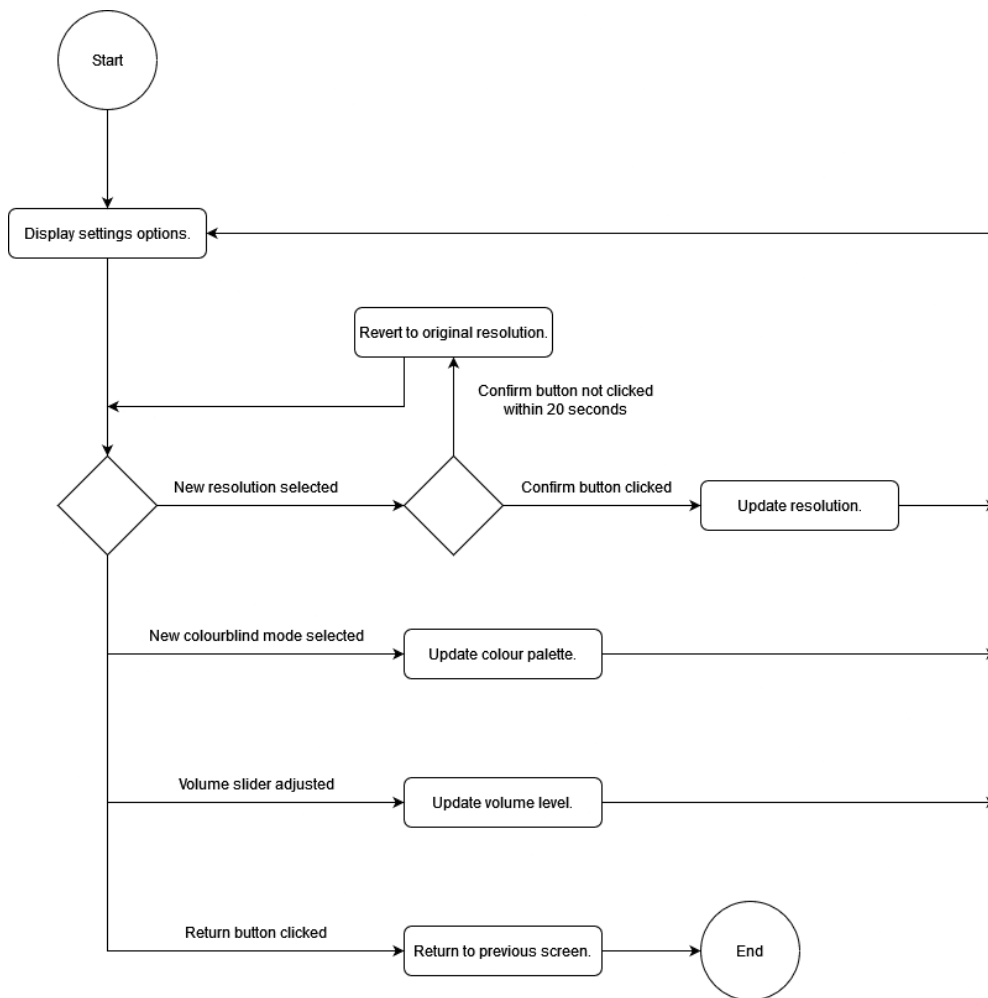 Start
Display settings options.
Revert to original resolution.
Confirm button not clicked
within 20 seconds
New resolution selected
Confirm button clicked
Update resolution.
New colourblind mode selected
Update colour palette.
Volume slider adjusted
Update volume level.
Return button clicked
Return to previous screen.
End